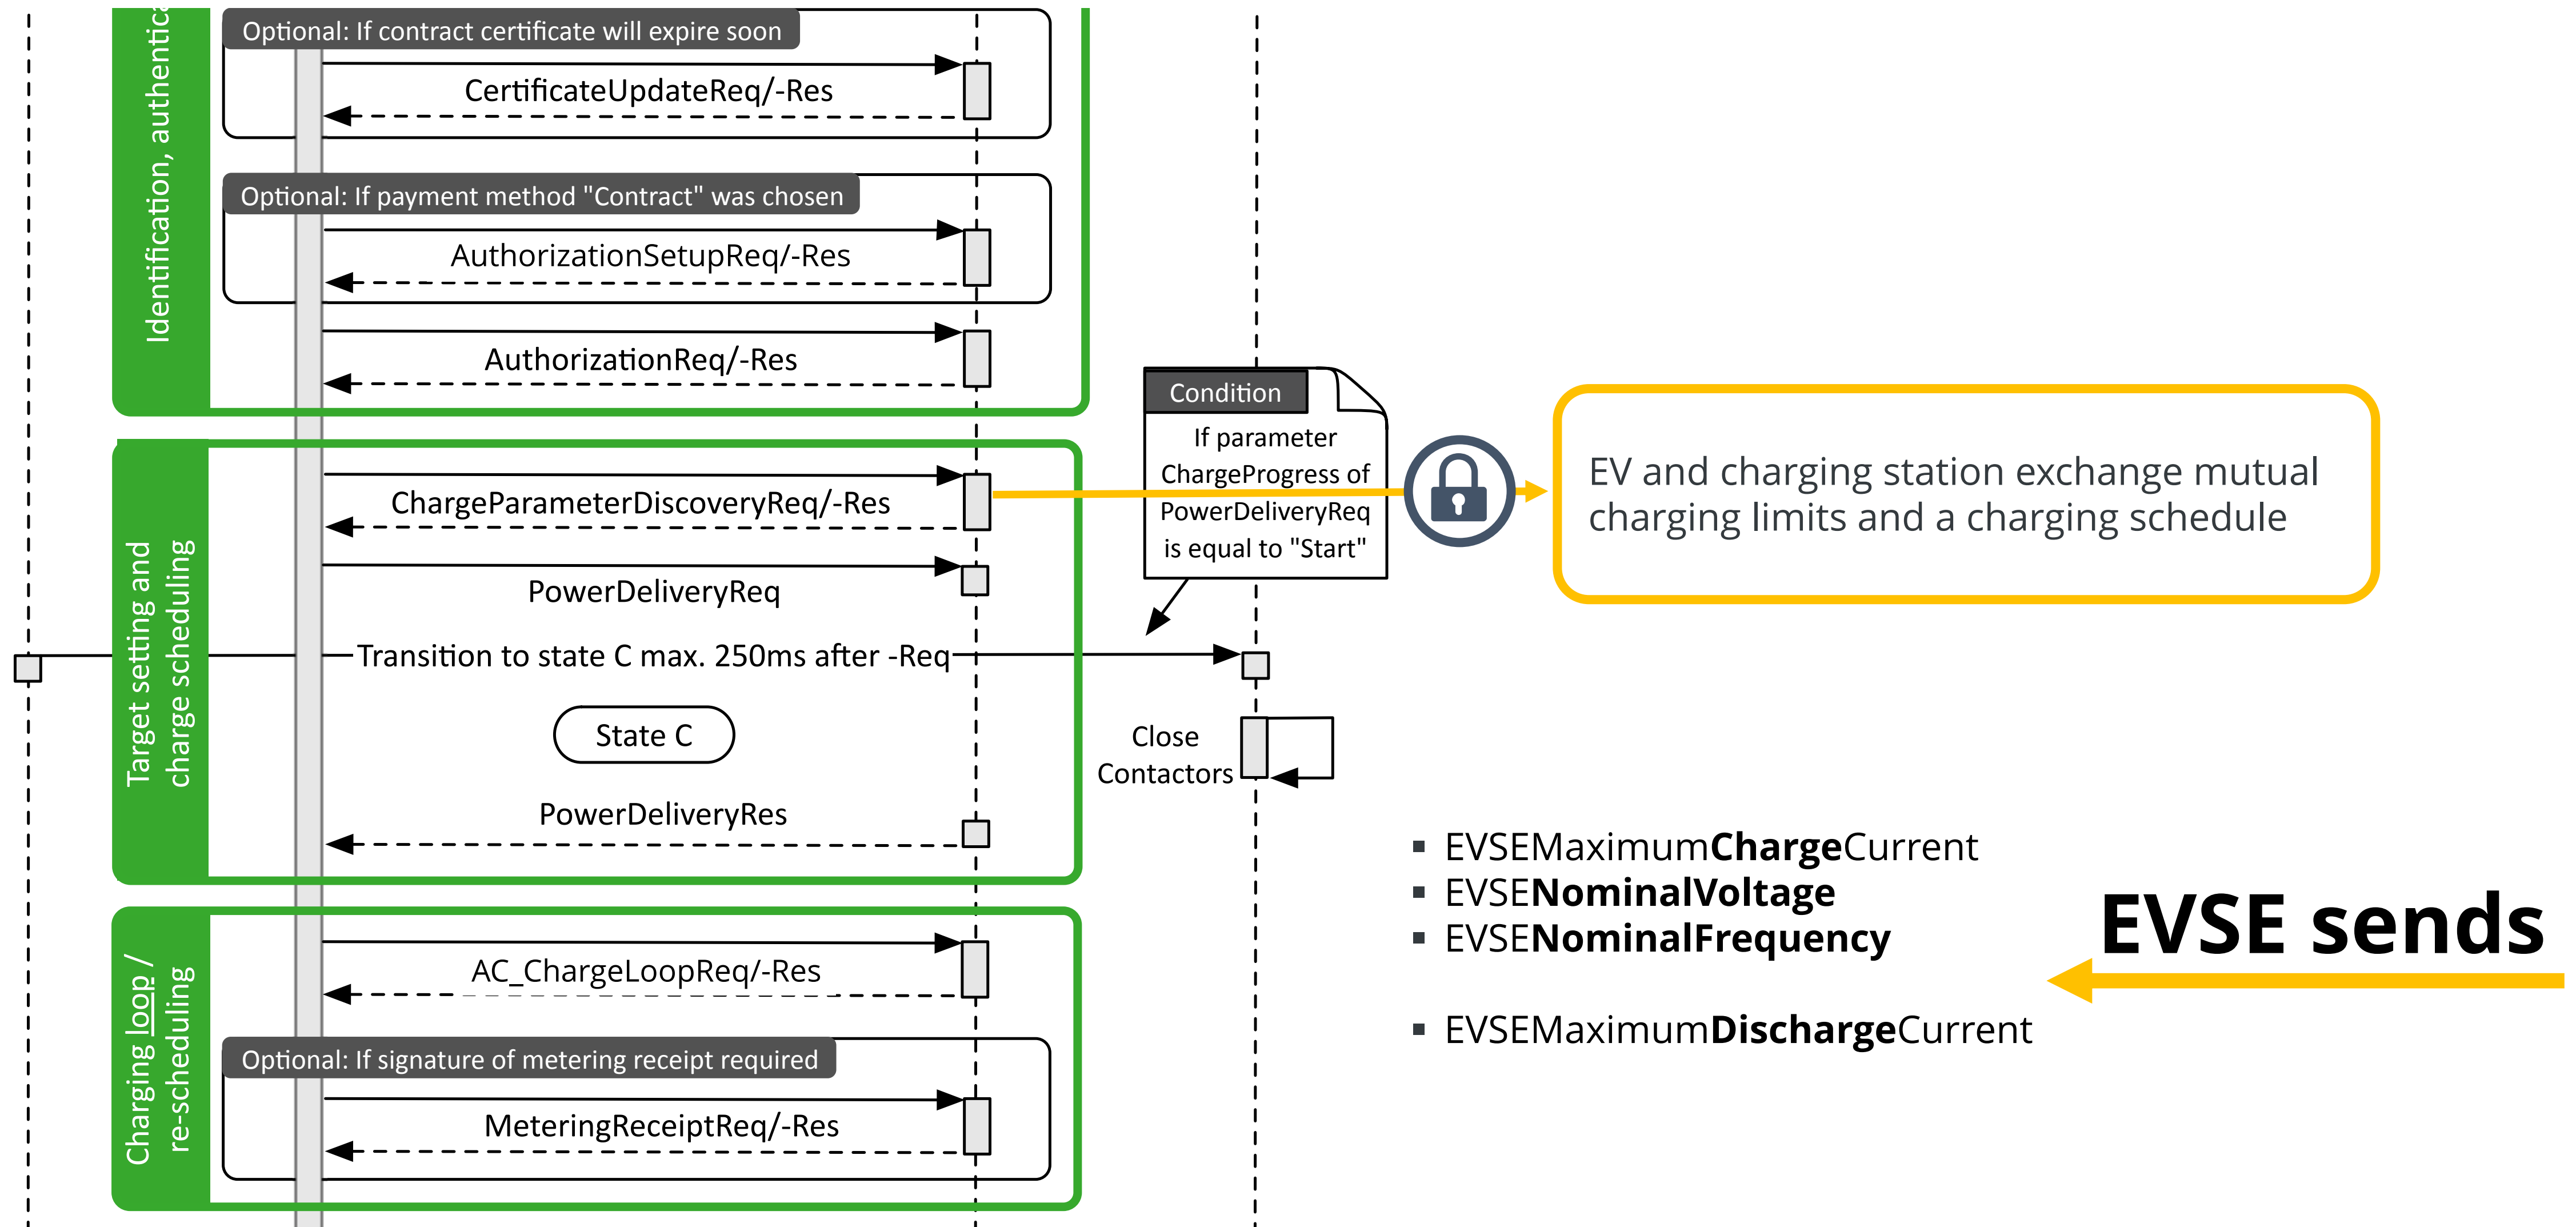 Identification, authentica
Optional: If contract certificate will expire soon
CertificateUpdateReq/-Res
Optional: If payment method "Contract" was chosen
AuthorizationSetupReq/-Res
AuthorizationReq/-Res
Target setting and
charge scheduling
ChargeParameterDiscoveryReq/-Res
PowerDeliveryReq
Transition to state C max. 250ms after -Req
State C
PowerDeliveryRes
Condition
If parameter
ChargeProgress of
PowerDeliveryReq
is equal to "Start"
Close
Contactors
EV and charging station exchange mutual
charging limits and a charging schedule
Charging loop /
re-scheduling
AC_ChargeLoopReq/-Res
Optional: If signature of metering receipt required
MeteringReceiptReq/-Res
▪ EVSEMaximumChargeCurrent
▪ EVSENominalVoltage
▪ EVSENominalFrequency
▪ EVSEMaximumDischargeCurrent
EVSE sends